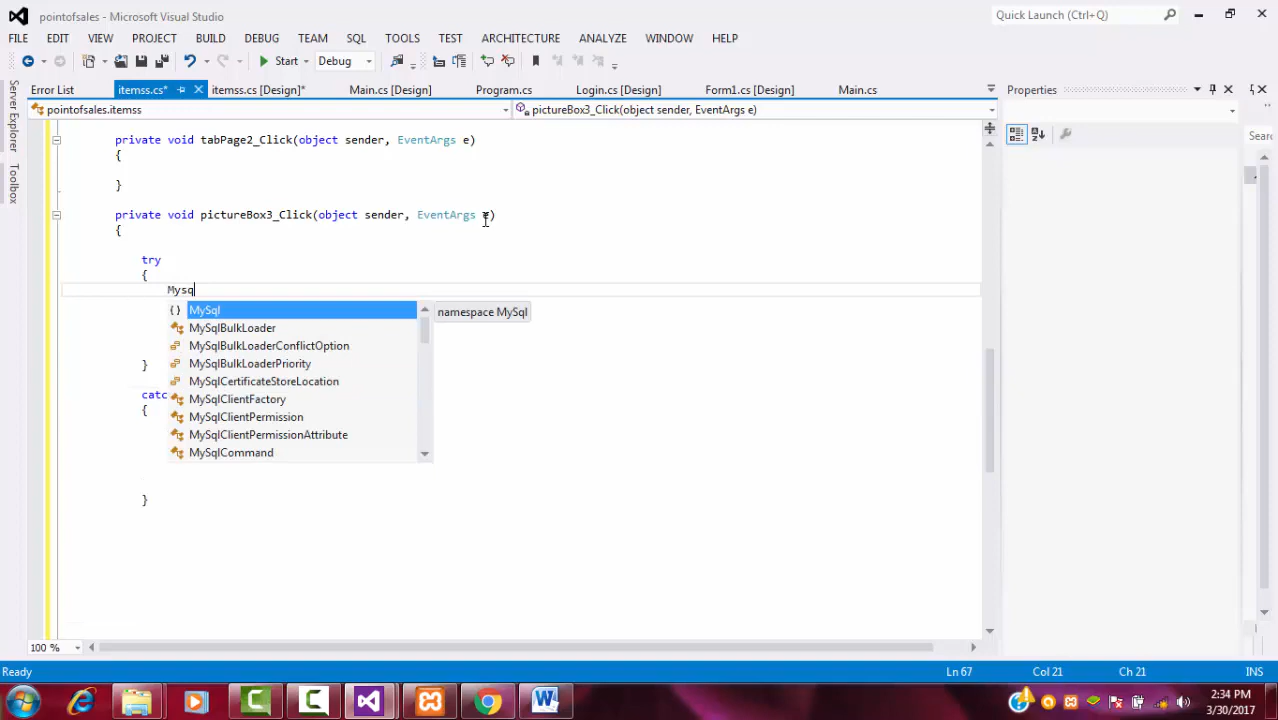 pointofsales - Microsoft Visual Studio
Quick Launch (Ctrl+Q)
FILE EDIT VIEW PROJECT BUILD DEBUG TEAM SQL TOOLS TEST ARCHITECTURE ANALYZE WINDOW HELP
Start Debug
Server Explorer
Toolbox
Error List itemss.cs* itemss.cs [Design]* Main.cs [Design] Program.cs Login.cs [Design] Form1.cs [Design] Main.cs
pointofsales.itemss pictureBox3_Click(object sender, EventArgs e)
private void tabPage2_Click(object sender, EventArgs e)
{
}
private void pictureBox3_Click(object sender, EventArgs e)
{
try
{
Mysq
MySql
namespace MySql
MySqlBulkLoader
MySqlBulkLoaderConflictOption
MySqlBulkLoaderPriority
MySqlCertificateStoreLocation
MySqlClientFactory
MySqlClientPermission
MySqlClientPermissionAttribute
MySqlCommand
}
catc
{
}
100 %
Properties
Searc
Ready Ln 67 Col 21 Ch 21 INS
2:34 PM
3/30/2017